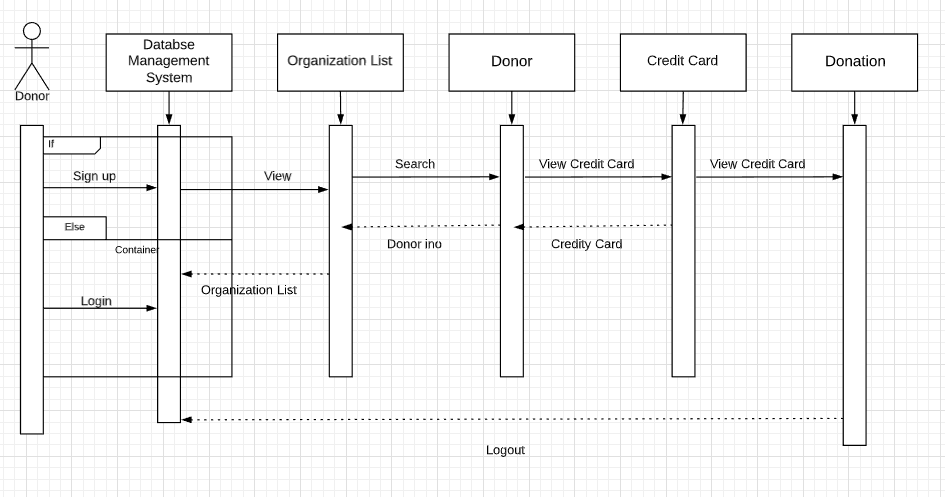 Databse
Management
System
Organization List
Donor
Credit Card
Donation
Donor
If
Sign up
View
Search
View Credit Card
View Credit Card
Else
Container
Donor ino
Credity Card
Organization List
Login
Logout